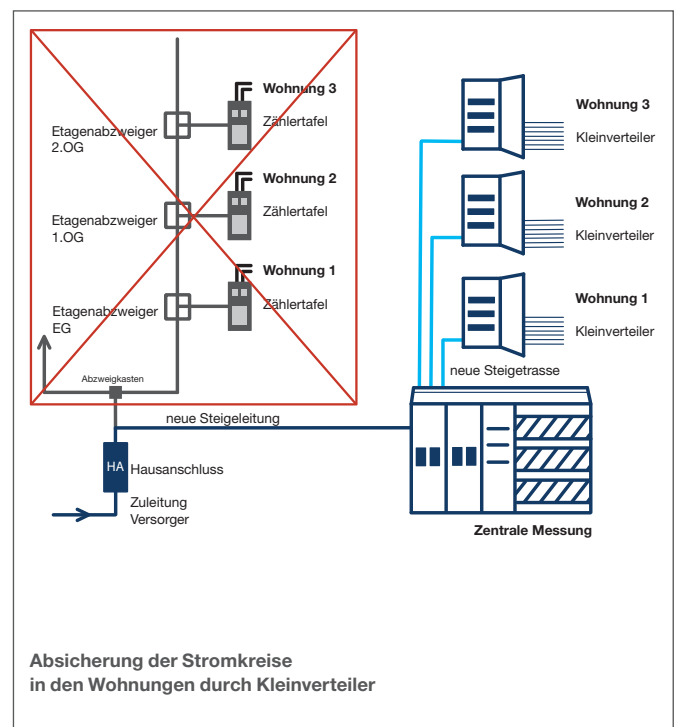 Wohnung 3
Zählertafel
Etagenabzweiger
2.OG
Wohnung 2
Zählertafel
Etagenabzweiger
1.OG
Wohnung 1
Zählertafel
Etagenabzweiger
EG
Abzweigkasten
neue Steigeleitung
HA
Hausanschluss
Zuleitung
Versorger
Wohnung 3
Kleinverteiler
Wohnung 2
Kleinverteiler
Wohnung 1
Kleinverteiler
neue Steigetrasse
Zentrale Messung
Absicherung der Stromkreise
in den Wohnungen durch Kleinverteiler